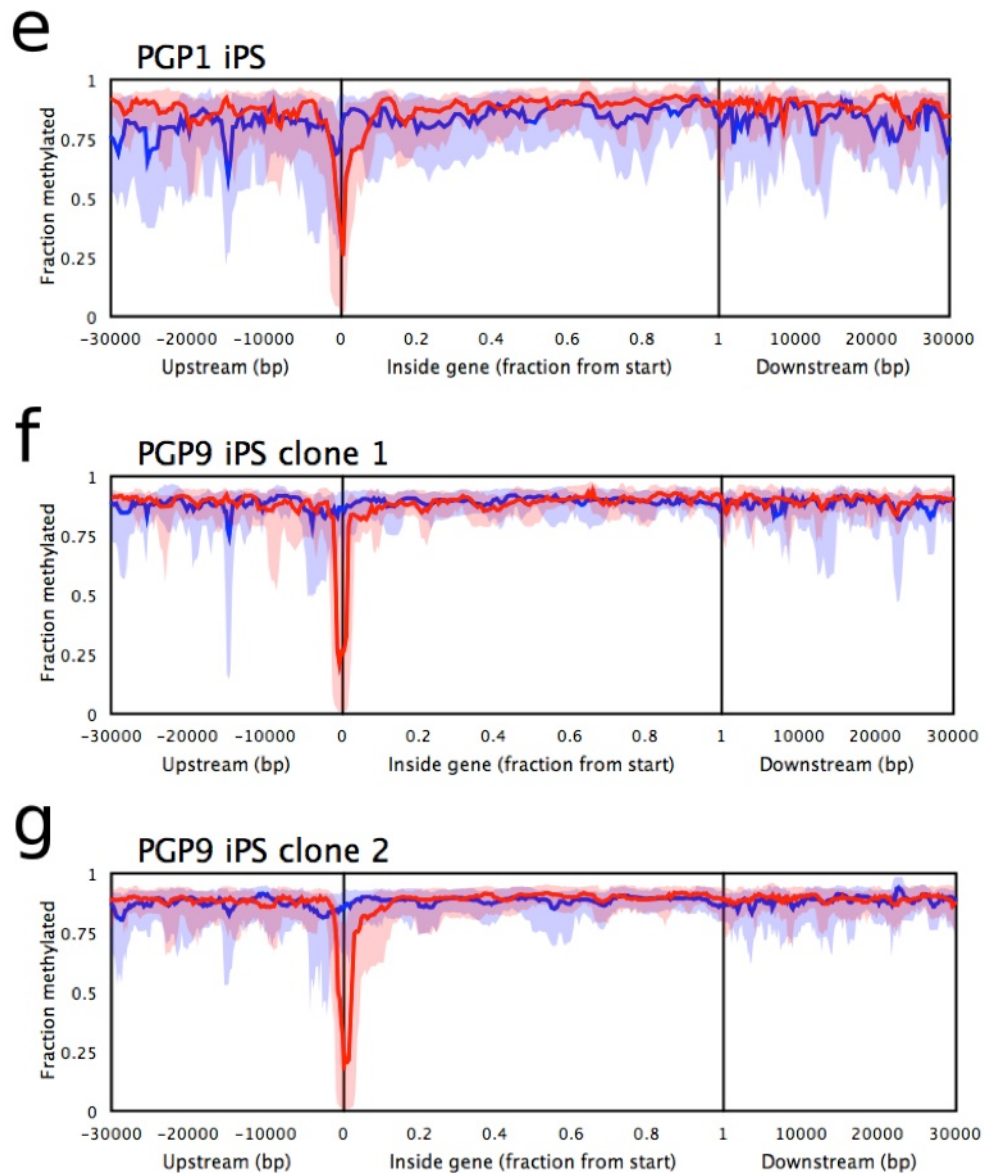 e
PGP1 iPS
1
0.75
0.5
0.25
0
Fraction methylated
-30000 -20000 -10000 0 0.2 0.4 0.6 0.8 1 10000 20000 30000
Upstream (bp) Inside gene (fraction from start) Downstream (bp)
f
PGP9 iPS clone 1
1
0.75
0.5
0.25
0
Fraction methylated
-30000 -20000 -10000 0 0.2 0.4 0.6 0.8 1 10000 20000 30000
Upstream (bp) Inside gene (fraction from start) Downstream (bp)
g
PGP9 iPS clone 2
1
0.75
0.5
0.25
0
Fraction methylated
-30000 -20000 -10000 0 0.2 0.4 0.6 0.8 1 10000 20000 30000
Upstream (bp) Inside gene (fraction from start) Downstream (bp)